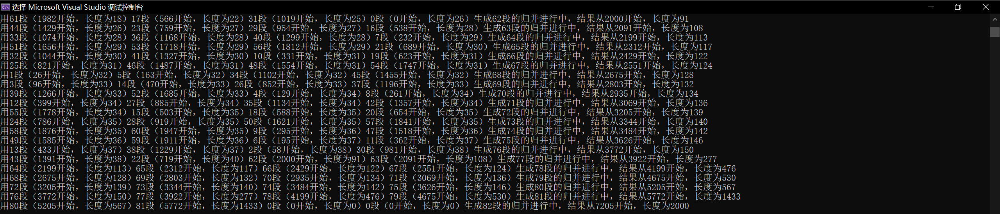 选择 Microsoft Visual Studio 调试控制台
用61段（1982开始，长度为18）17段（566开始，长度为22）31段（1019开始，长度为25）0段（0开始，长度为26）生成62段的归并进行中，结果从2000开始，长度为91
用44段（1429开始，长度为26）23段（759开始，长度为27）29段（954开始，长度为27）16段（538开始，长度为28）生成63段的归并进行中，结果从2091开始，长度为108
用33段（1074开始，长度为28）36段（1168开始，长度为28）40段（1299开始，长度为28）7段（232开始，长度为29）生成64段的归并进行中，结果从2199开始，长度为113
用51段（1656开始，长度为29）53段（1718开始，长度为29）56段（1812开始，长度为29）21段（689开始，长度为30）生成65段的归并进行中，结果从2312开始，长度为117
用32段（1044开始，长度为30）41段（1327开始，长度为30）10段（331开始，长度为31）19段（623开始，长度为31）生成66段的归并进行中，结果从2429开始，长度为122
用25段（821开始，长度为31）46段（1487开始，长度为31）48段（1554开始，长度为31）54段（1747开始，长度为31）生成67段的归并进行中，结果从2551开始，长度为124
用1段（26开始，长度为32）5段（163开始，长度为32）34段（1102开始，长度为32）45段（1455开始，长度为32）生成68段的归并进行中，结果从2675开始，长度为128
用3段（96开始，长度为33）14段（470开始，长度为33）26段（852开始，长度为33）37段（1196开始，长度为33）生成69段的归并进行中，结果从2803开始，长度为132
用39段（1266开始，长度为33）52段（1685开始，长度为33）4段（129开始，长度为34）8段（261开始，长度为34）生成70段的归并进行中，结果从2935开始，长度为134
用12段（399开始，长度为34）27段（885开始，长度为34）35段（1134开始，长度为34）42段（1357开始，长度为34）生成71段的归并进行中，结果从3069开始，长度为136
用55段（1778开始，长度为34）15段（503开始，长度为35）18段（588开始，长度为35）20段（654开始，长度为35）生成72段的归并进行中，结果从3205开始，长度为139
用24段（786开始，长度为35）28段（919开始，长度为35）50段（1621开始，长度为35）57段（1841开始，长度为35）生成73段的归并进行中，结果从3344开始，长度为140
用58段（1876开始，长度为35）60段（1947开始，长度为35）9段（295开始，长度为36）47段（1518开始，长度为36）生成74段的归并进行中，结果从3484开始，长度为142
用49段（1585开始，长度为36）59段（1911开始，长度为36）6段（195开始，长度为37）11段（362开始，长度为37）生成75段的归并进行中，结果从3626开始，长度为146
用13段（433开始，长度为37）38段（1229开始，长度为37）2段（58开始，长度为38）30段（981开始，长度为38）生成76段的归并进行中，结果从3772开始，长度为150
用43段（1391开始，长度为38）22段（719开始，长度为40）62段（2000开始，长度为91）63段（2091开始，长度为108）生成77段的归并进行中，结果从3922开始，长度为277
用64段（2199开始，长度为113）65段（2312开始，长度为117）66段（2429开始，长度为122）67段（2551开始，长度为124）生成78段的归并进行中，结果从4199开始，长度为476
用68段（2675开始，长度为128）69段（2803开始，长度为132）70段（2935开始，长度为134）71段（3069开始，长度为136）生成79段的归并进行中，结果从4675开始，长度为530
用72段（3205开始，长度为139）73段（3344开始，长度为140）74段（3484开始，长度为142）75段（3626开始，长度为146）生成80段的归并进行中，结果从5205开始，长度为567
用76段（3772开始，长度为150）77段（3922开始，长度为277）78段（4199开始，长度为476）79段（4675开始，长度为530）生成81段的归并进行中，结果从5772开始，长度为1433
用80段（5205开始，长度为567）81段（5772开始，长度为1433）0段（0开始，长度为0）0段（0开始，长度为0）生成82段的归并进行中，结果从7205开始，长度为2000